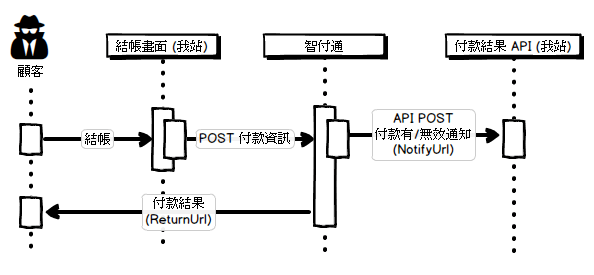 顧客
結帳畫面 (我站)
智付通
付款結果 API (我站)
結帳
POST 付款資訊
API POST
付款有/無效通知
(NotifyUrl)
付款結果
(ReturnUrl)